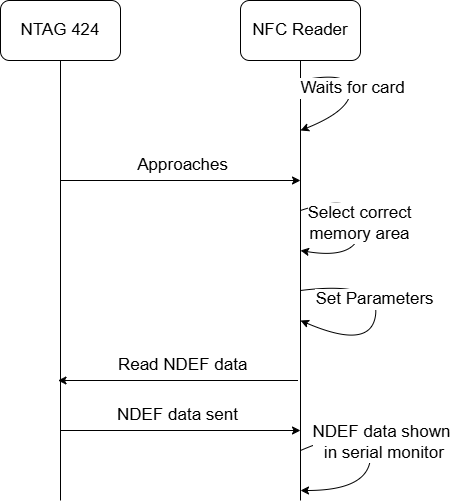 NTAG 424
NFC Reader
Waits for card
Approaches
Select correct
memory area
Set Parameters
Read NDEF data
NDEF data sent
NDEF data shown
in serial monitor